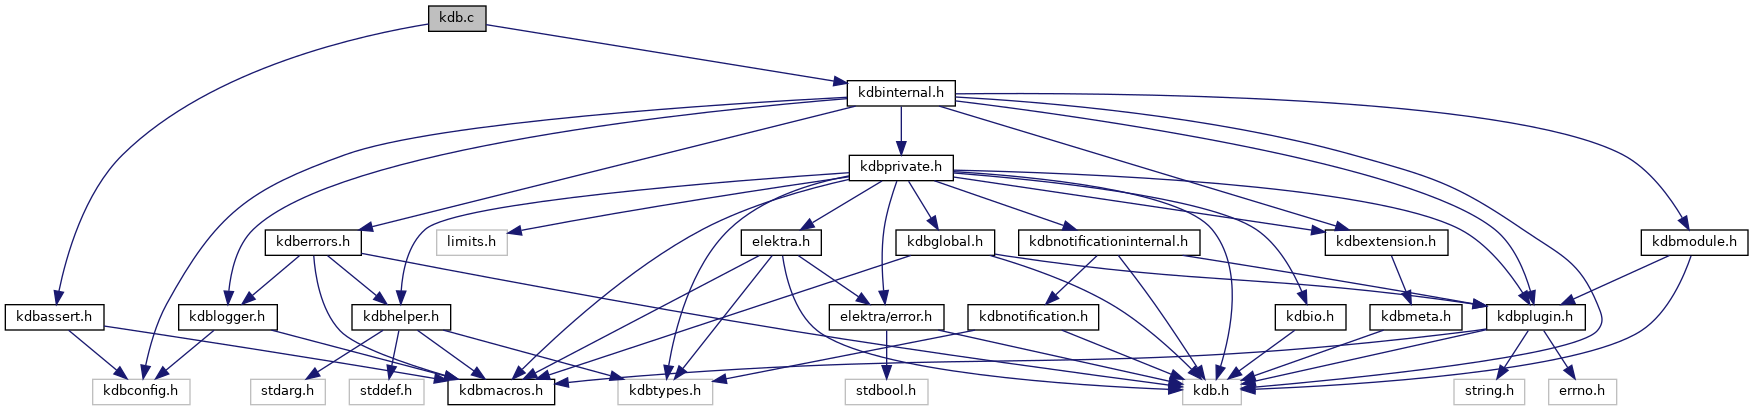 kdb.c
kdbinternal.h
kdbprivate.h
kdberrors.h
limits.h
elektra.h
kdbglobal.h
kdbnotificationinternal.h
kdbextension.h
kdbmodule.h
kdbassert.h
kdblogger.h
kdbhelper.h
elektra/error.h
kdbnotification.h
kdbio.h
kdbmeta.h
kdbplugin.h
kdbconfig.h
stdarg.h
stddef.h
kdbmacros.h
kdbtypes.h
stdbool.h
kdb.h
string.h
errno.h